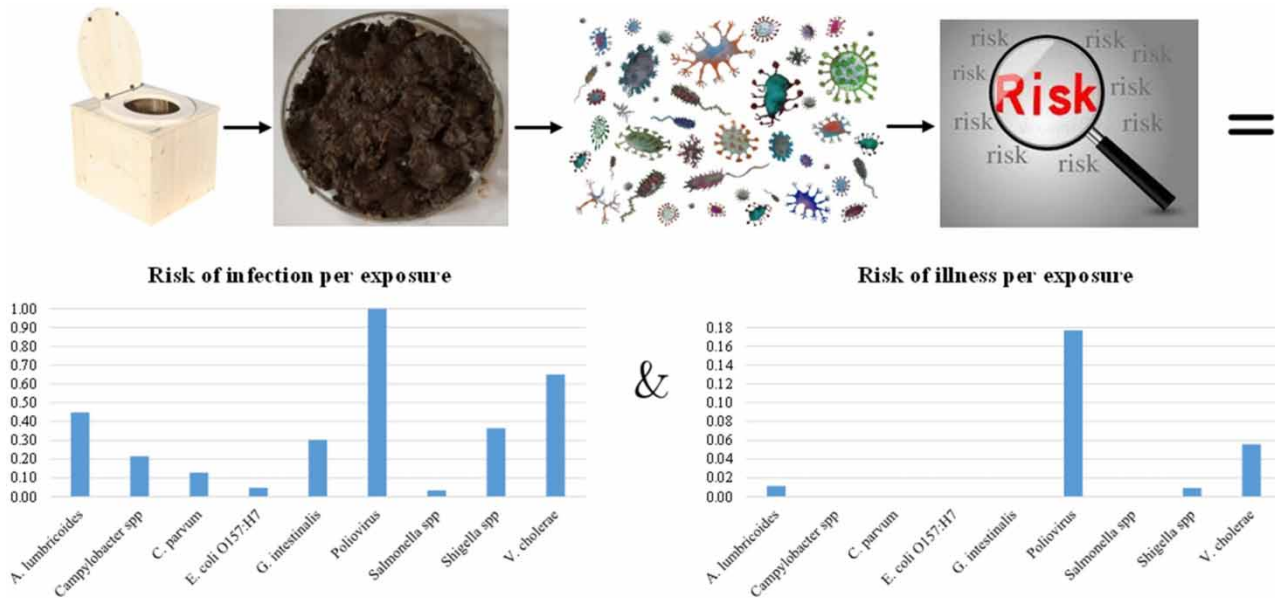 risk
risk
risk
risk
Risk
risk
risk
risk
risk
risk
=
Risk of infection per exposure
1.00
0.90
0.80
0.70
0.60
0.50
0.40
0.30
0.20
0.10
0.00
A. lumbricoides
Campylobacter spp
C. parvum
E. coli O157:H7
G. intestinalis
Poliovirus
Salmonella spp
Shigella spp
V. cholerae
&
Risk of illness per exposure
0.18
0.16
0.14
0.12
0.10
0.08
0.06
0.04
0.02
0.00
A. lumbricoides
Campylobacter spp
C. parvum
E. coli O157:H7
G. intestinalis
Poliovirus
Salmonella spp
Shigella spp
V. cholerae